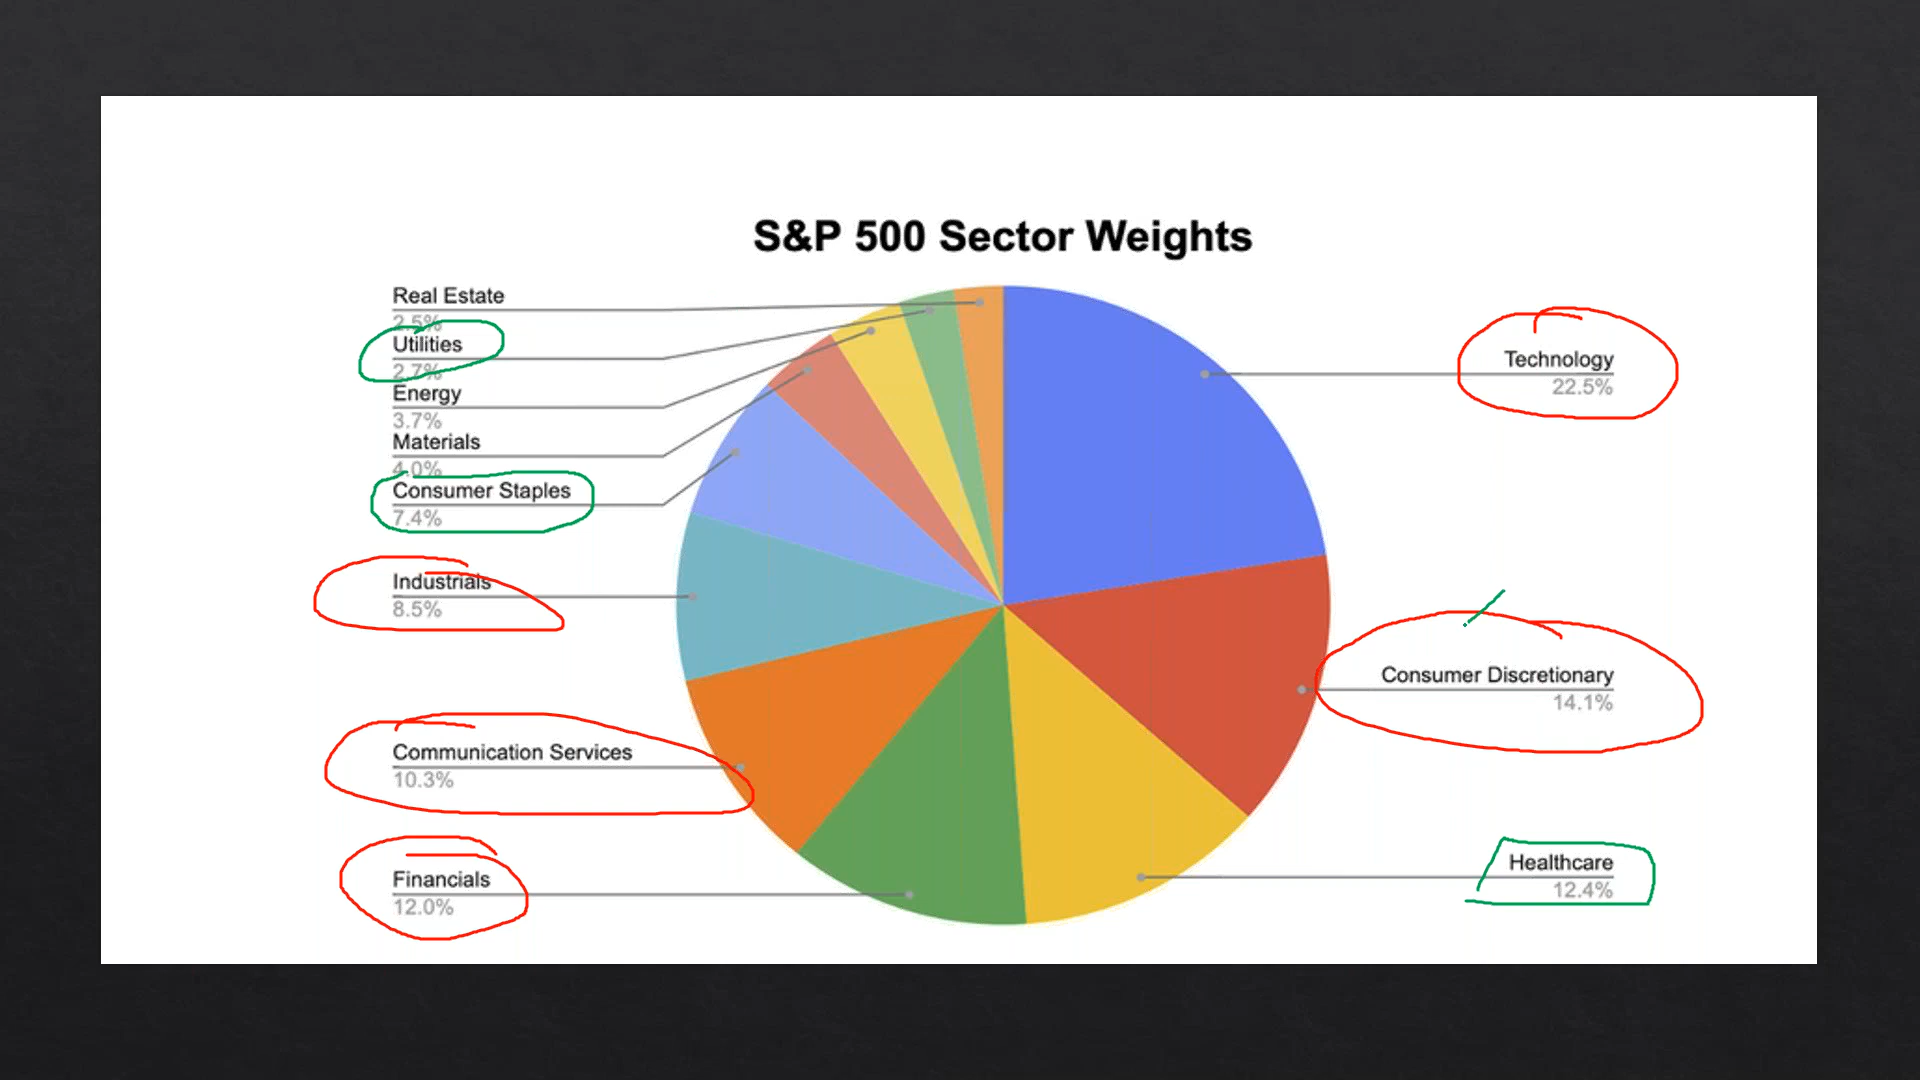 S&P 500 Sector Weights
Real Estate
2.5%
Utilities
2.7%
Energy
3.7%
Materials
4.0%
Consumer Staples
7.4%
Industrials
8.5%
Communication Services
10.3%
Financials
12.0%
Technology
22.5%
Consumer Discretionary
14.1%
Healthcare
12.4%